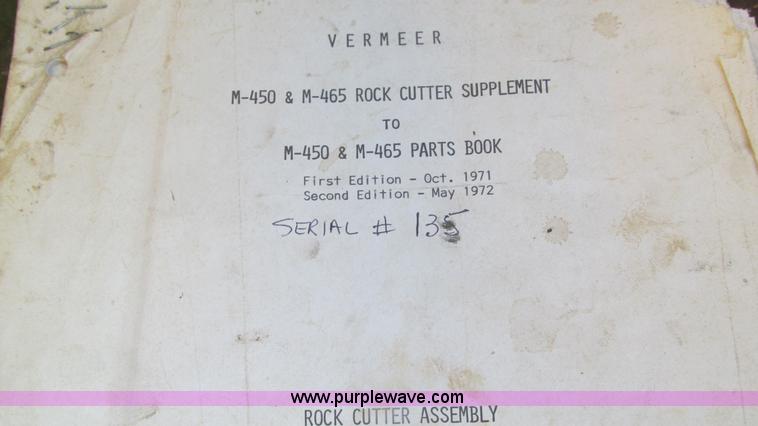 VERMEER
M-450 & M-465 ROCK CUTTER SUPPLEMENT
TO
M-450 & M-465 PARTS BOOK
First Edition - Oct. 1971
Second Edition - May 1972
SERIAL # 135
www.purplewave.com
ROCK CUTTER ASSEMBLY